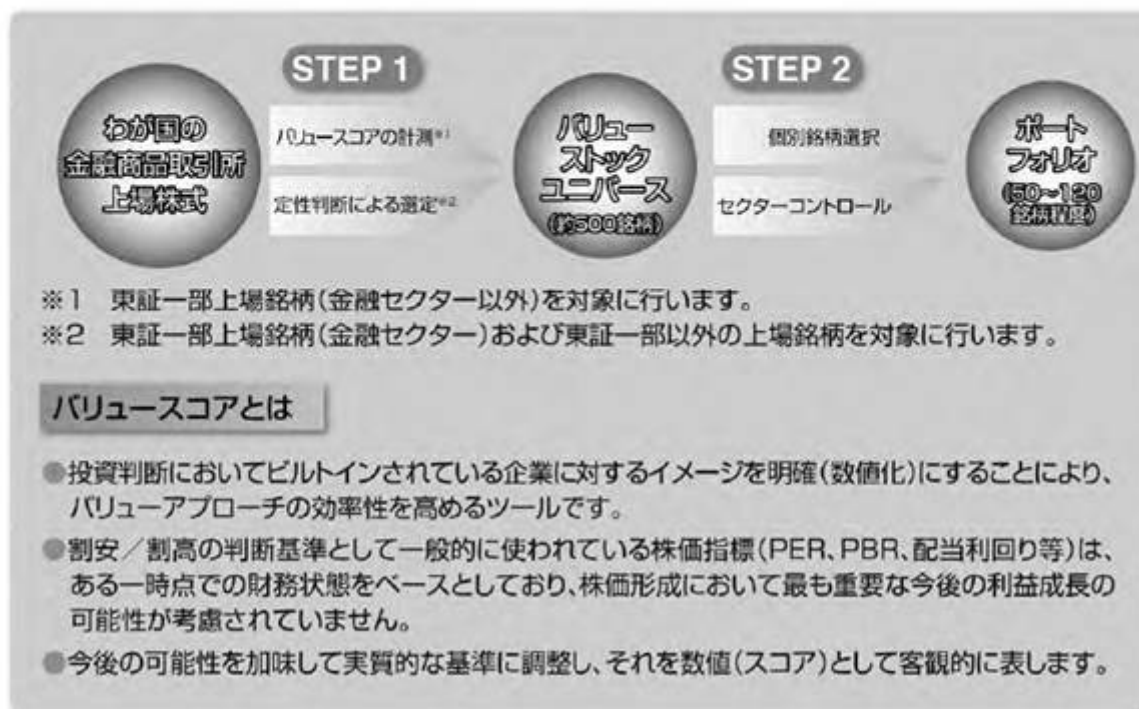 STEP 1
STEP 2
わが国の
金融商品取引所
上場株式
バリュースコアの計測※1
定性判断による選定※2
バリュー
ストック
ユニバース
(約500銘柄)
個別銘柄選択
セクターコントロール
ポート
フォリオ
(50～120
銘柄程度)
※1 東証一部上場銘柄(金融セクター以外)を対象に行います。
※2 東証一部上場銘柄(金融セクター)および東証一部以外の上場銘柄を対象に行います。
バリュースコアとは
●投資判断においてビルトインされている企業に対するイメージを明確(数値化)にすることにより、
バリューアプローチの効率性を高めるツールです。
●割安／割高の判断基準として一般的に使われている株価指標(PER、PBR、配当利回り等)は、
ある一時点での財務状態をベースとしており、株価形成において最も重要な今後の利益成長の
可能性が考慮されていません。
●今後の可能性を加味して実質的な基準に調整し、それを数値(スコア)として客観的に表します。